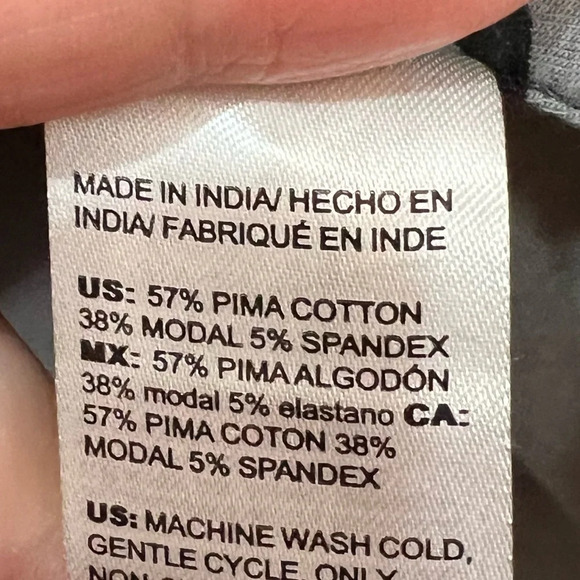 MADE IN INDIA/ HECHO EN
INDIA/ FABRIQUÉ EN INDE
US: 57% PIMA COTTON
38% MODAL 5% SPANDEX
MX: 57% PIMA ALGODÓN
38% modal 5% elastano CA:
57% PIMA COTON 38%
MODAL 5% SPANDEX
US: MACHINE WASH COLD,
GENTLE CYCLE. ONLY